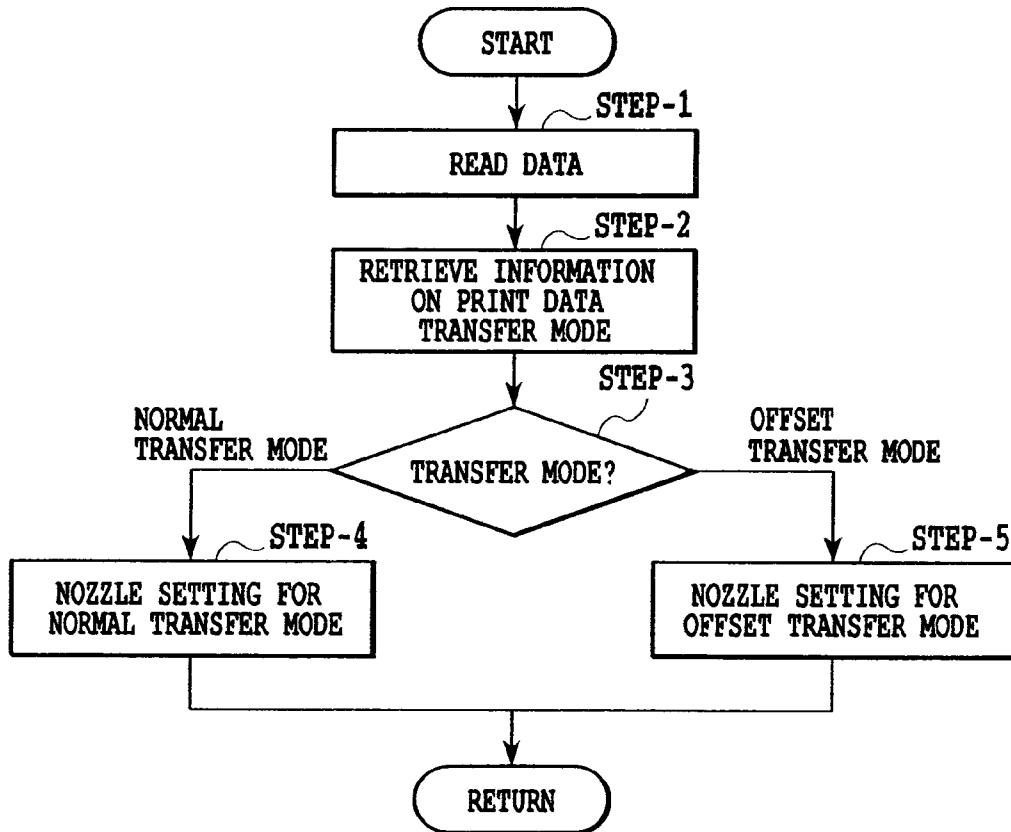 START
STEP-1
READ DATA
STEP-2
RETRIEVE INFORMATION
ON PRINT DATA
TRANSFER MODE
STEP-3
NORMAL
TRANSFER MODE
TRANSFER MODE?
OFFSET
TRANSFER MODE
STEP-4
NOZZLE SETTING FOR
NORMAL TRANSFER MODE
STEP-5
NOZZLE SETTING FOR
OFFSET TRANSFER MODE
RETURN